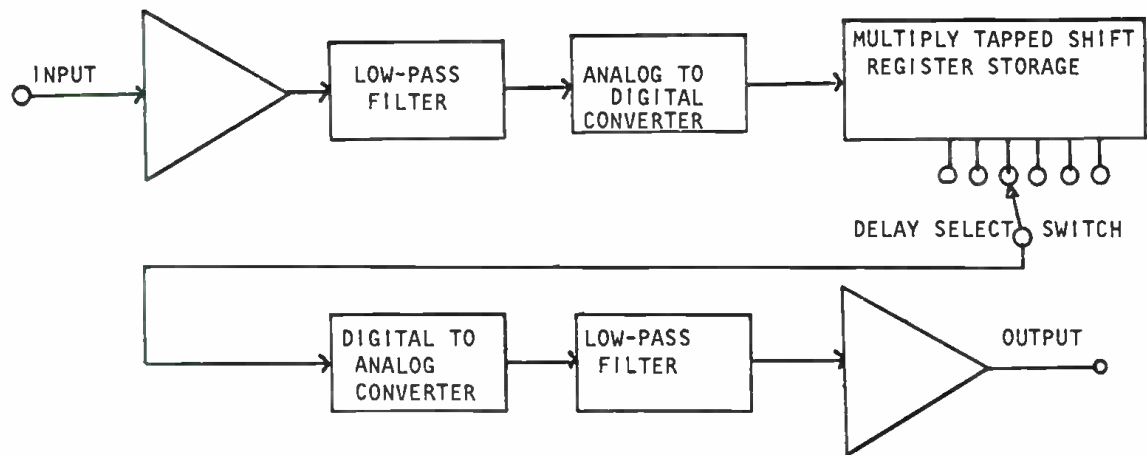 INPUT
LOW-PASS
FILTER
ANALOG TO
DIGITAL
CONVERTER
MULTIPLY TAPPED SHIFT
REGISTER STORAGE
DELAY SELECT SWITCH
DIGITAL TO
ANALOG
CONVERTER
LOW-PASS
FILTER
OUTPUT